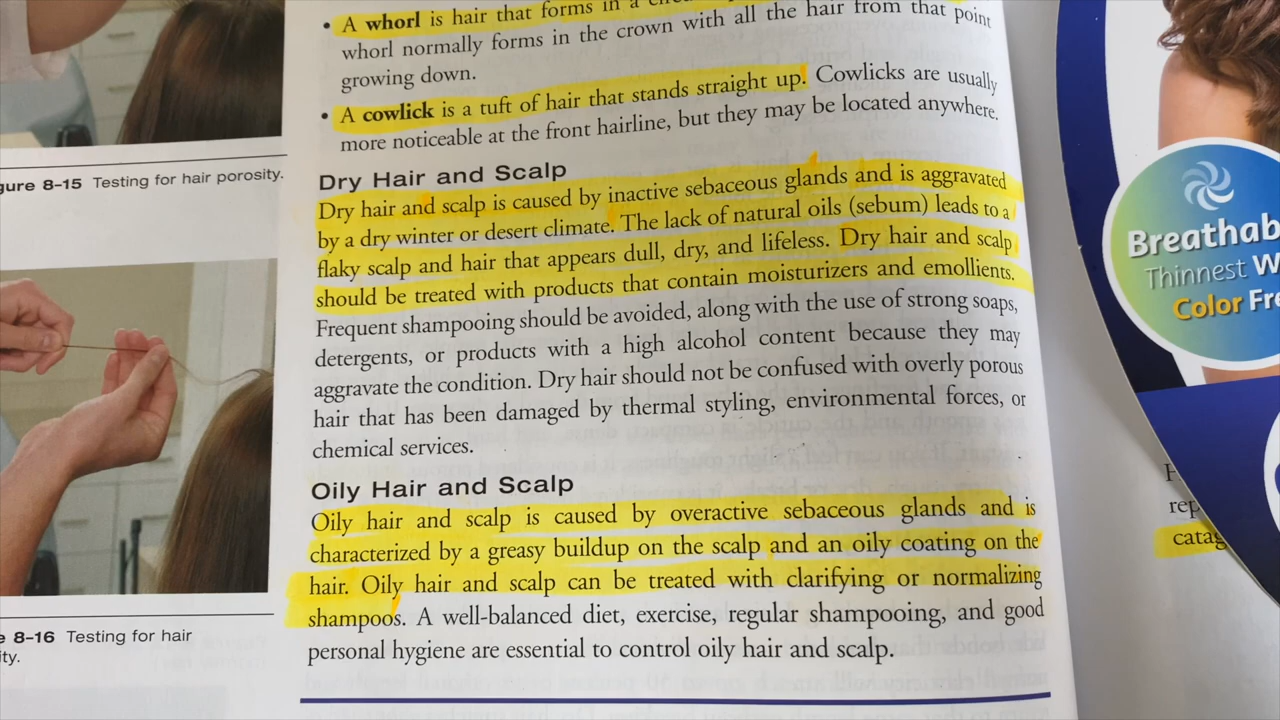 • A whorl is hair that forms in a
whorl normally forms in the crown with all the hair from that point
growing down.
• A cowlick is a tuft of hair that stands straight up. Cowlicks are usually
more noticeable at the front hairline, but they may be located anywhere.
gure 8-15 Testing for hair porosity.
Dry Hair and Scalp
Dry hair and scalp is caused by inactive sebaceous glands and is aggravated
by a dry winter or desert climate. The lack of natural oils (sebum) leads to a
flaky scalp and hair that appears dull, dry, and lifeless. Dry hair and scalp
should be treated with products that contain moisturizers and emollients.
Frequent shampooing should be avoided, along with the use of strong soaps,
detergents, or products with a high alcohol content because they may
aggravate the condition. Dry hair should not be confused with overly porous
hair that has been damaged by thermal styling, environmental forces, or
chemical services.
Oily Hair and Scalp
Oily hair and scalp is caused by overactive sebaceous glands and is
characterized by a greasy buildup on the scalp and an oily coating on the
hair. Oily hair and scalp can be treated with clarifying or normalizing
shampoos. A well-balanced diet, exercise, regular shampooing, and good
personal hygiene are essential to control oily hair and scalp.
e 8-16 Testing for hair
ity.
Breathab
Thinnest W
Color Fre
H
rep
catag